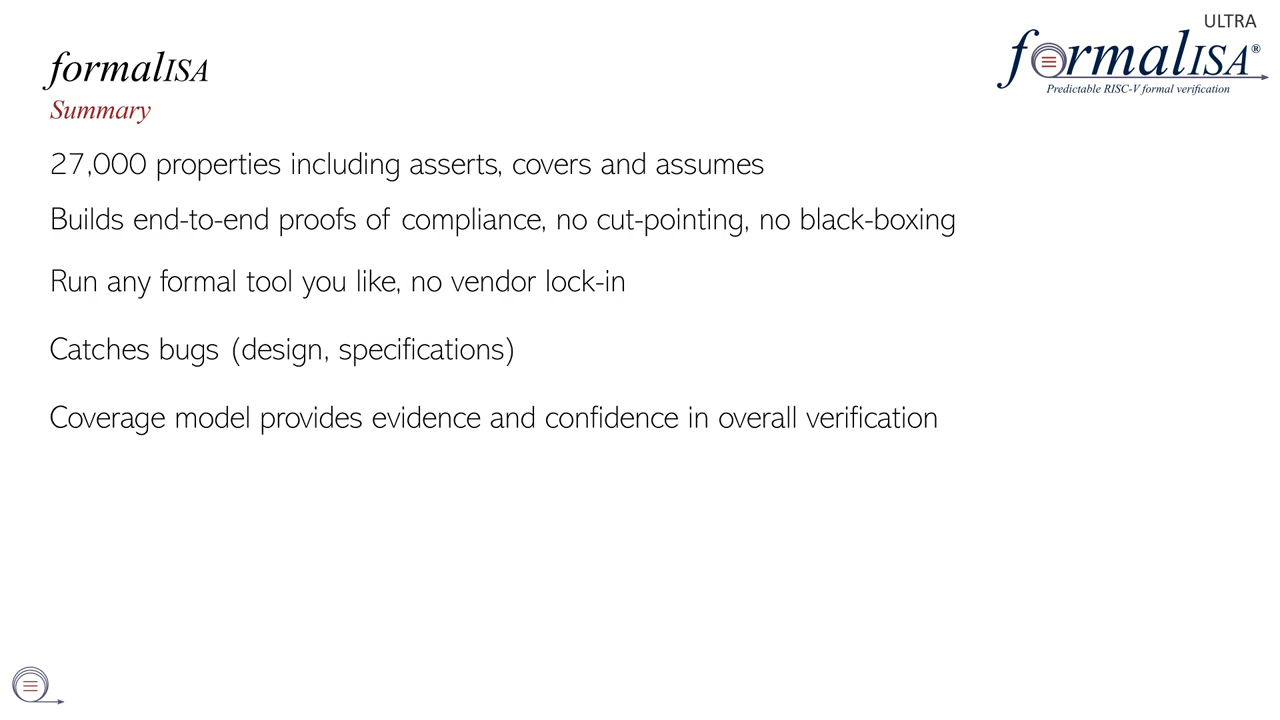 ULTRA
formalISA
formalISA®
Predictable RISC-V formal verification
Summary
27,000 properties including asserts, covers and assumes
Builds end-to-end proofs of compliance, no cut-pointing, no black-boxing
Run any formal tool you like, no vendor lock-in
Catches bugs (design, specifications)
Coverage model provides evidence and confidence in overall verification